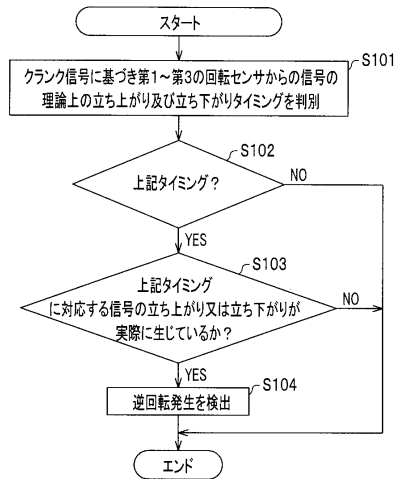 スタート
S101
クランク信号に基づき第1~第3の回転センサからの信号の
理論上の立ち上がり及び立ち下がりタイミングを判別
S102
上記タイミング?
NO
YES
S103
上記タイミング
に対応する信号の立ち上がり又は立ち下がりが
実際に生じているか?
NO
YES
S104
逆回転発生を検出
エンド